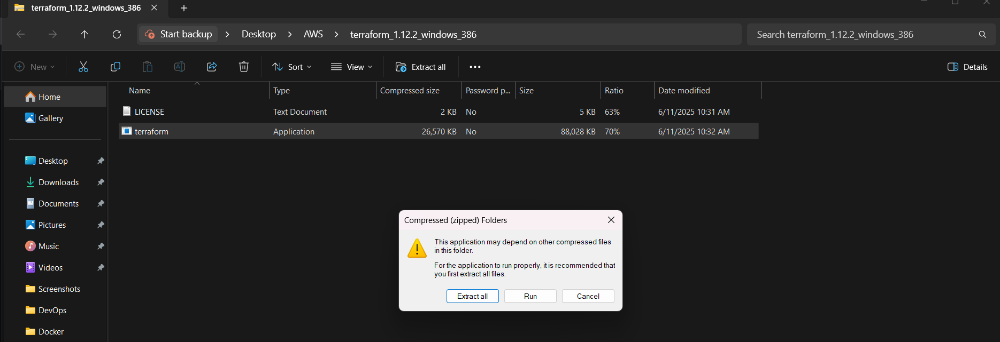 terraform_1.12.2_windows_386
Start backup > Desktop > AWS > terraform_1.12.2_windows_386
Search terraform_1.12.2_windows_386
New
Sort
View
Extract all
Details
Name Type Compressed size Password p... Size Ratio Date modified
LICENSE Text Document 2 KB No 5 KB 63% 6/11/2025 10:31 AM
terraform Application 26,570 KB No 88,028 KB 70% 6/11/2025 10:32 AM
Home
Gallery
Desktop
Downloads
Documents
Pictures
Music
Videos
Screenshots
DevOps
Docker
Compressed (zipped) Folders
This application may depend on other compressed files
in this folder.
For the application to run properly, it is recommended that
you first extract all files.
Extract all Run Cancel